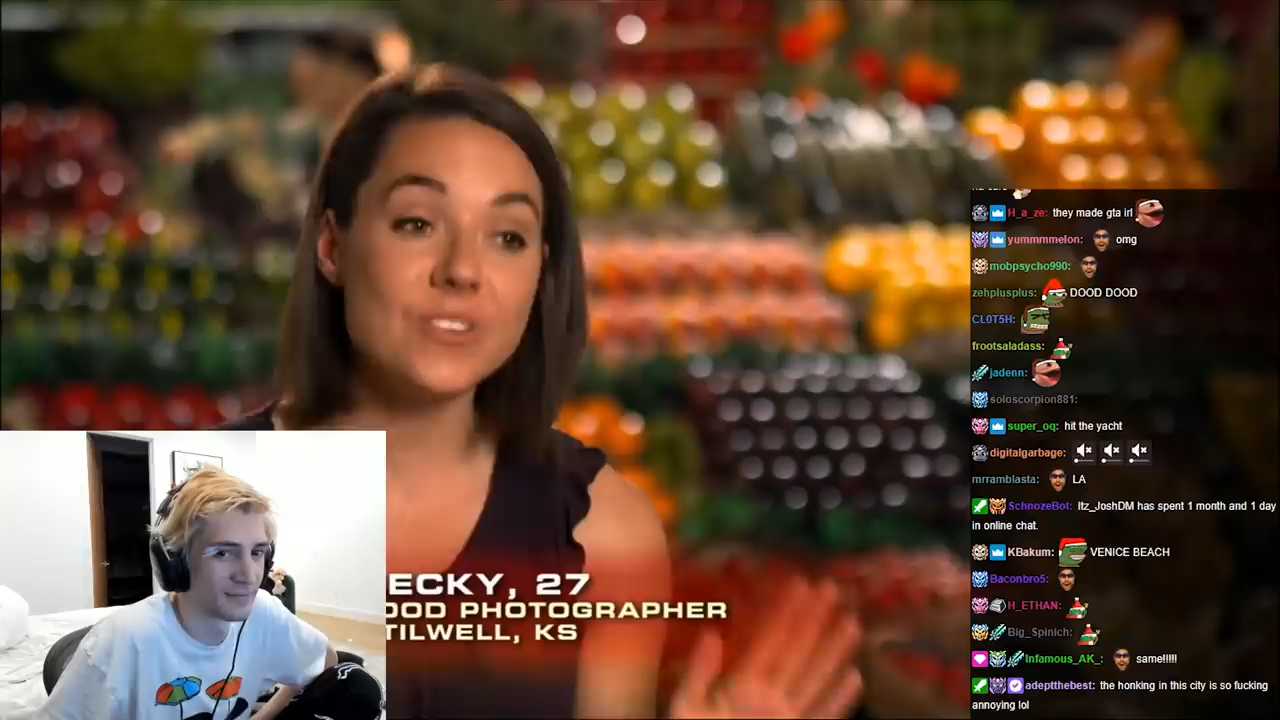 ECKY, 27
OOD PHOTOGRAPHER
TILWELL, KS
H_a_ze: they made gta irl
yummmmelon: omg
mobpsycho990:
zehplusplus: DOOD DOOD
CL0T5H:
frootsaladass:
jadenn:
soloscorpion881:
super_oq: hit the yacht
digitalgarbage:
mrramblasta: LA
SchnozeBot: Itz_JoshDM has spent 1 month and 1 day
in online chat.
KBakum: VENICE BEACH
Baconbro5:
H_ETHAN:
Big_Spinich:
Infamous_AK_: same!!!!!
adeptthebest: the honking in this city is so fucking
annoying lol